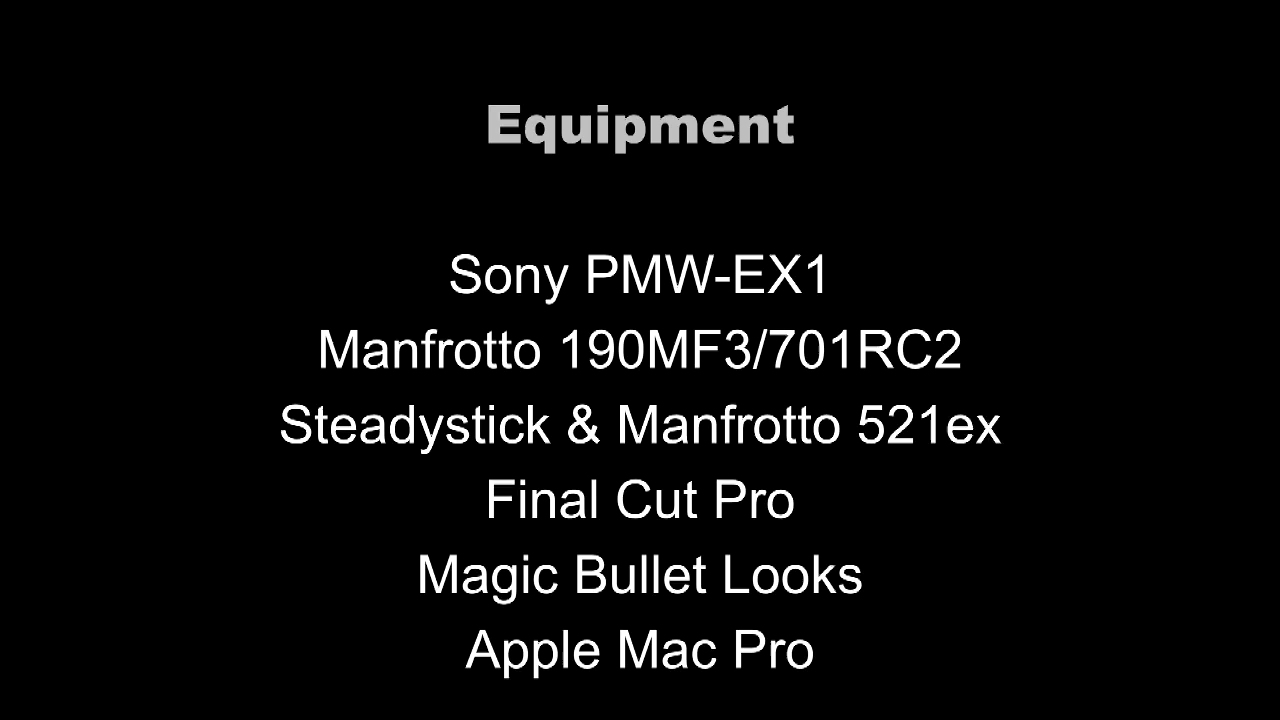 Equipment
Sony PMW-EX1
Manfrotto 190MF3/701RC2
Steadystick & Manfrotto 521ex
Final Cut Pro
Magic Bullet Looks
Apple Mac Pro